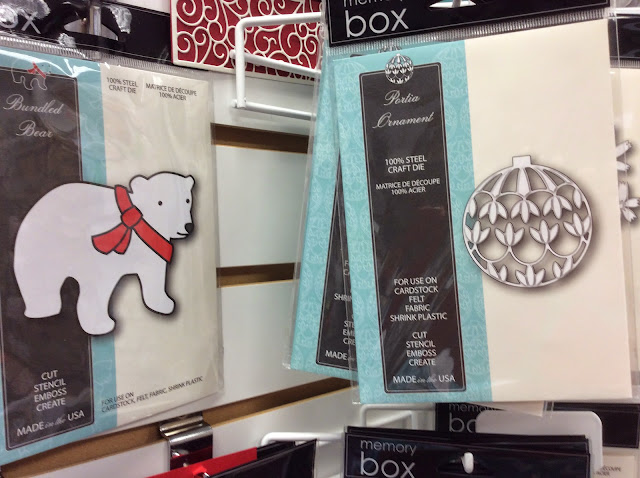 box
Bundled
Bear
100% STEEL
CRAFT DIE
MATRICE DE DÉCOUPE
100% ACIER
CUT
STENCIL
EMBOSS
CREATE
MADE in the USA
FOR USE ON
CARDSTOCK, FELT, FABRIC, SHRINK PLASTIC
memory
box
Portia
Ornament
100% STEEL
CRAFT DIE
MATRICE DE DÉCOUPE
100% ACIER
FOR USE ON
CARDSTOCK
FELT
FABRIC
SHRINK PLASTIC
CUT
STENCIL
EMBOSS
CREATE
MADE in the USA
memory
box